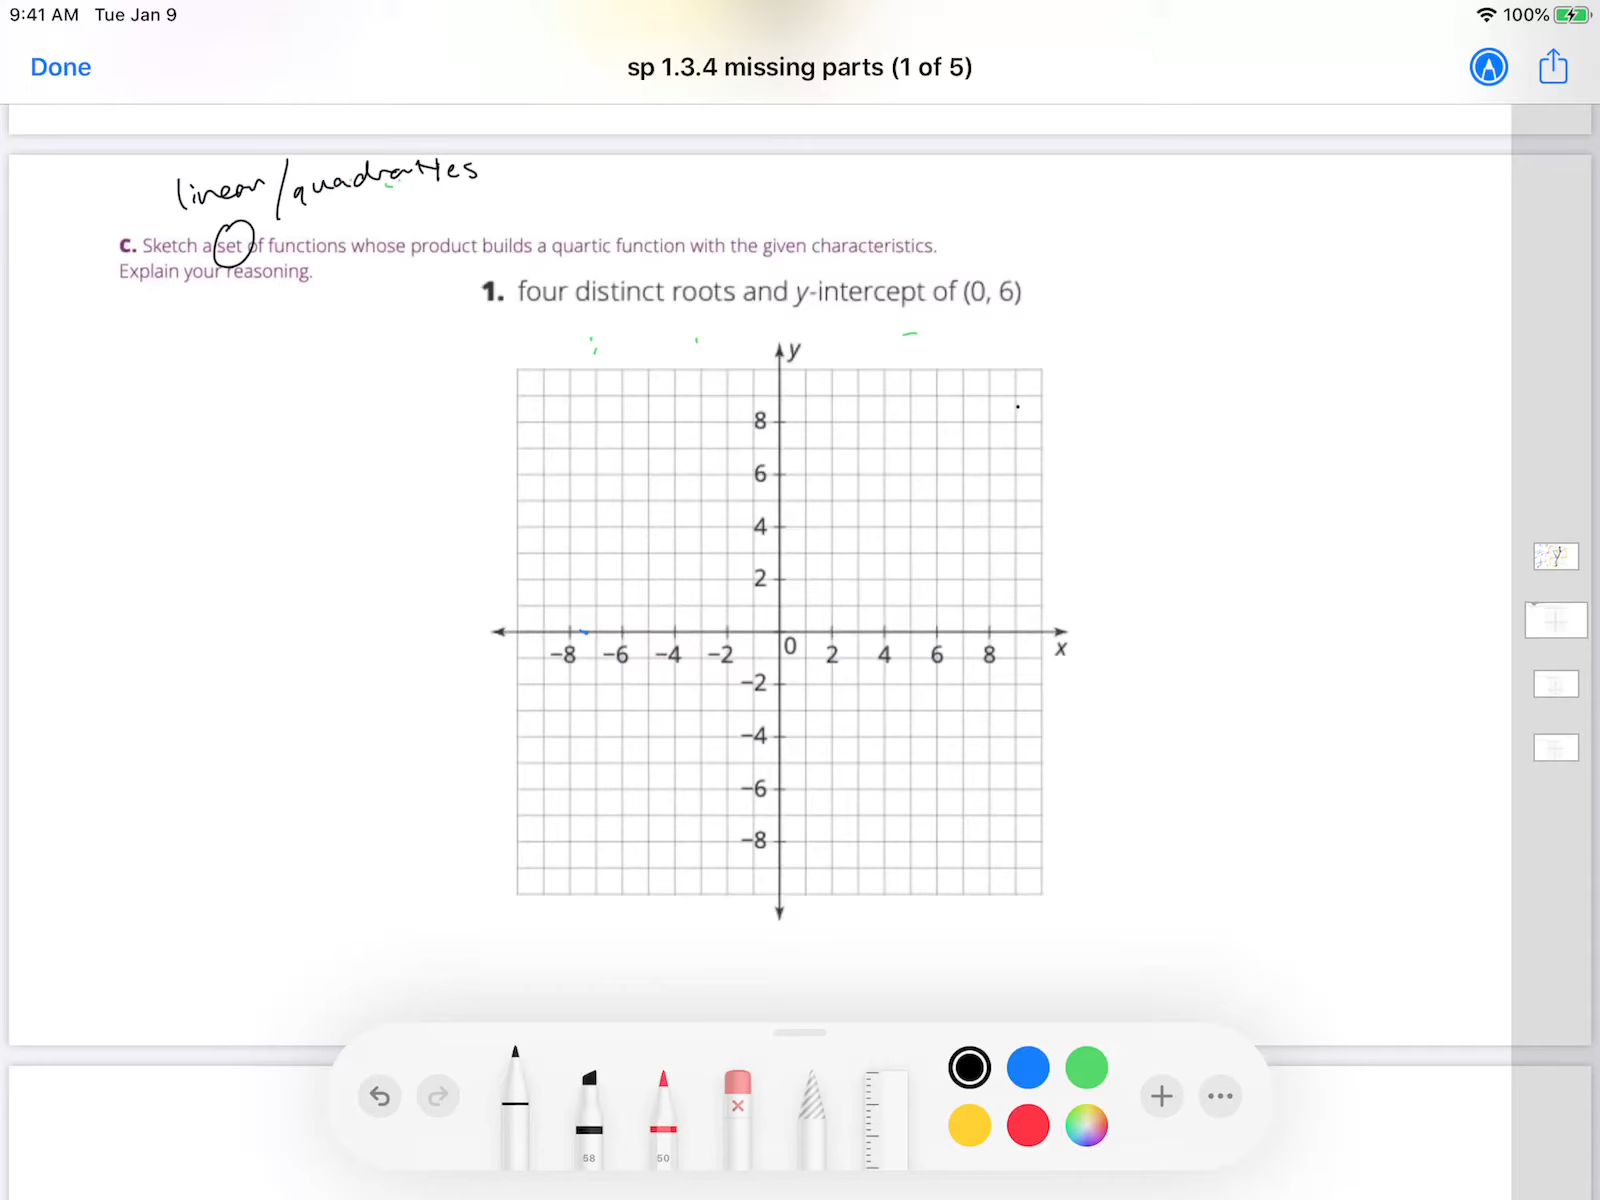 9:41 AM Tue Jan 9
100%
Done
sp 1.3.4 missing parts (1 of 5)
linear/quadratics
C. Sketch a set of functions whose product builds a quartic function with the given characteristics.
Explain your reasoning.
1. four distinct roots and y-intercept of (0, 6)
y
8
6
4
2
−8 −6 −4 −2 0 2 4 6 8 x
−2
−4
−6
−8
58 50